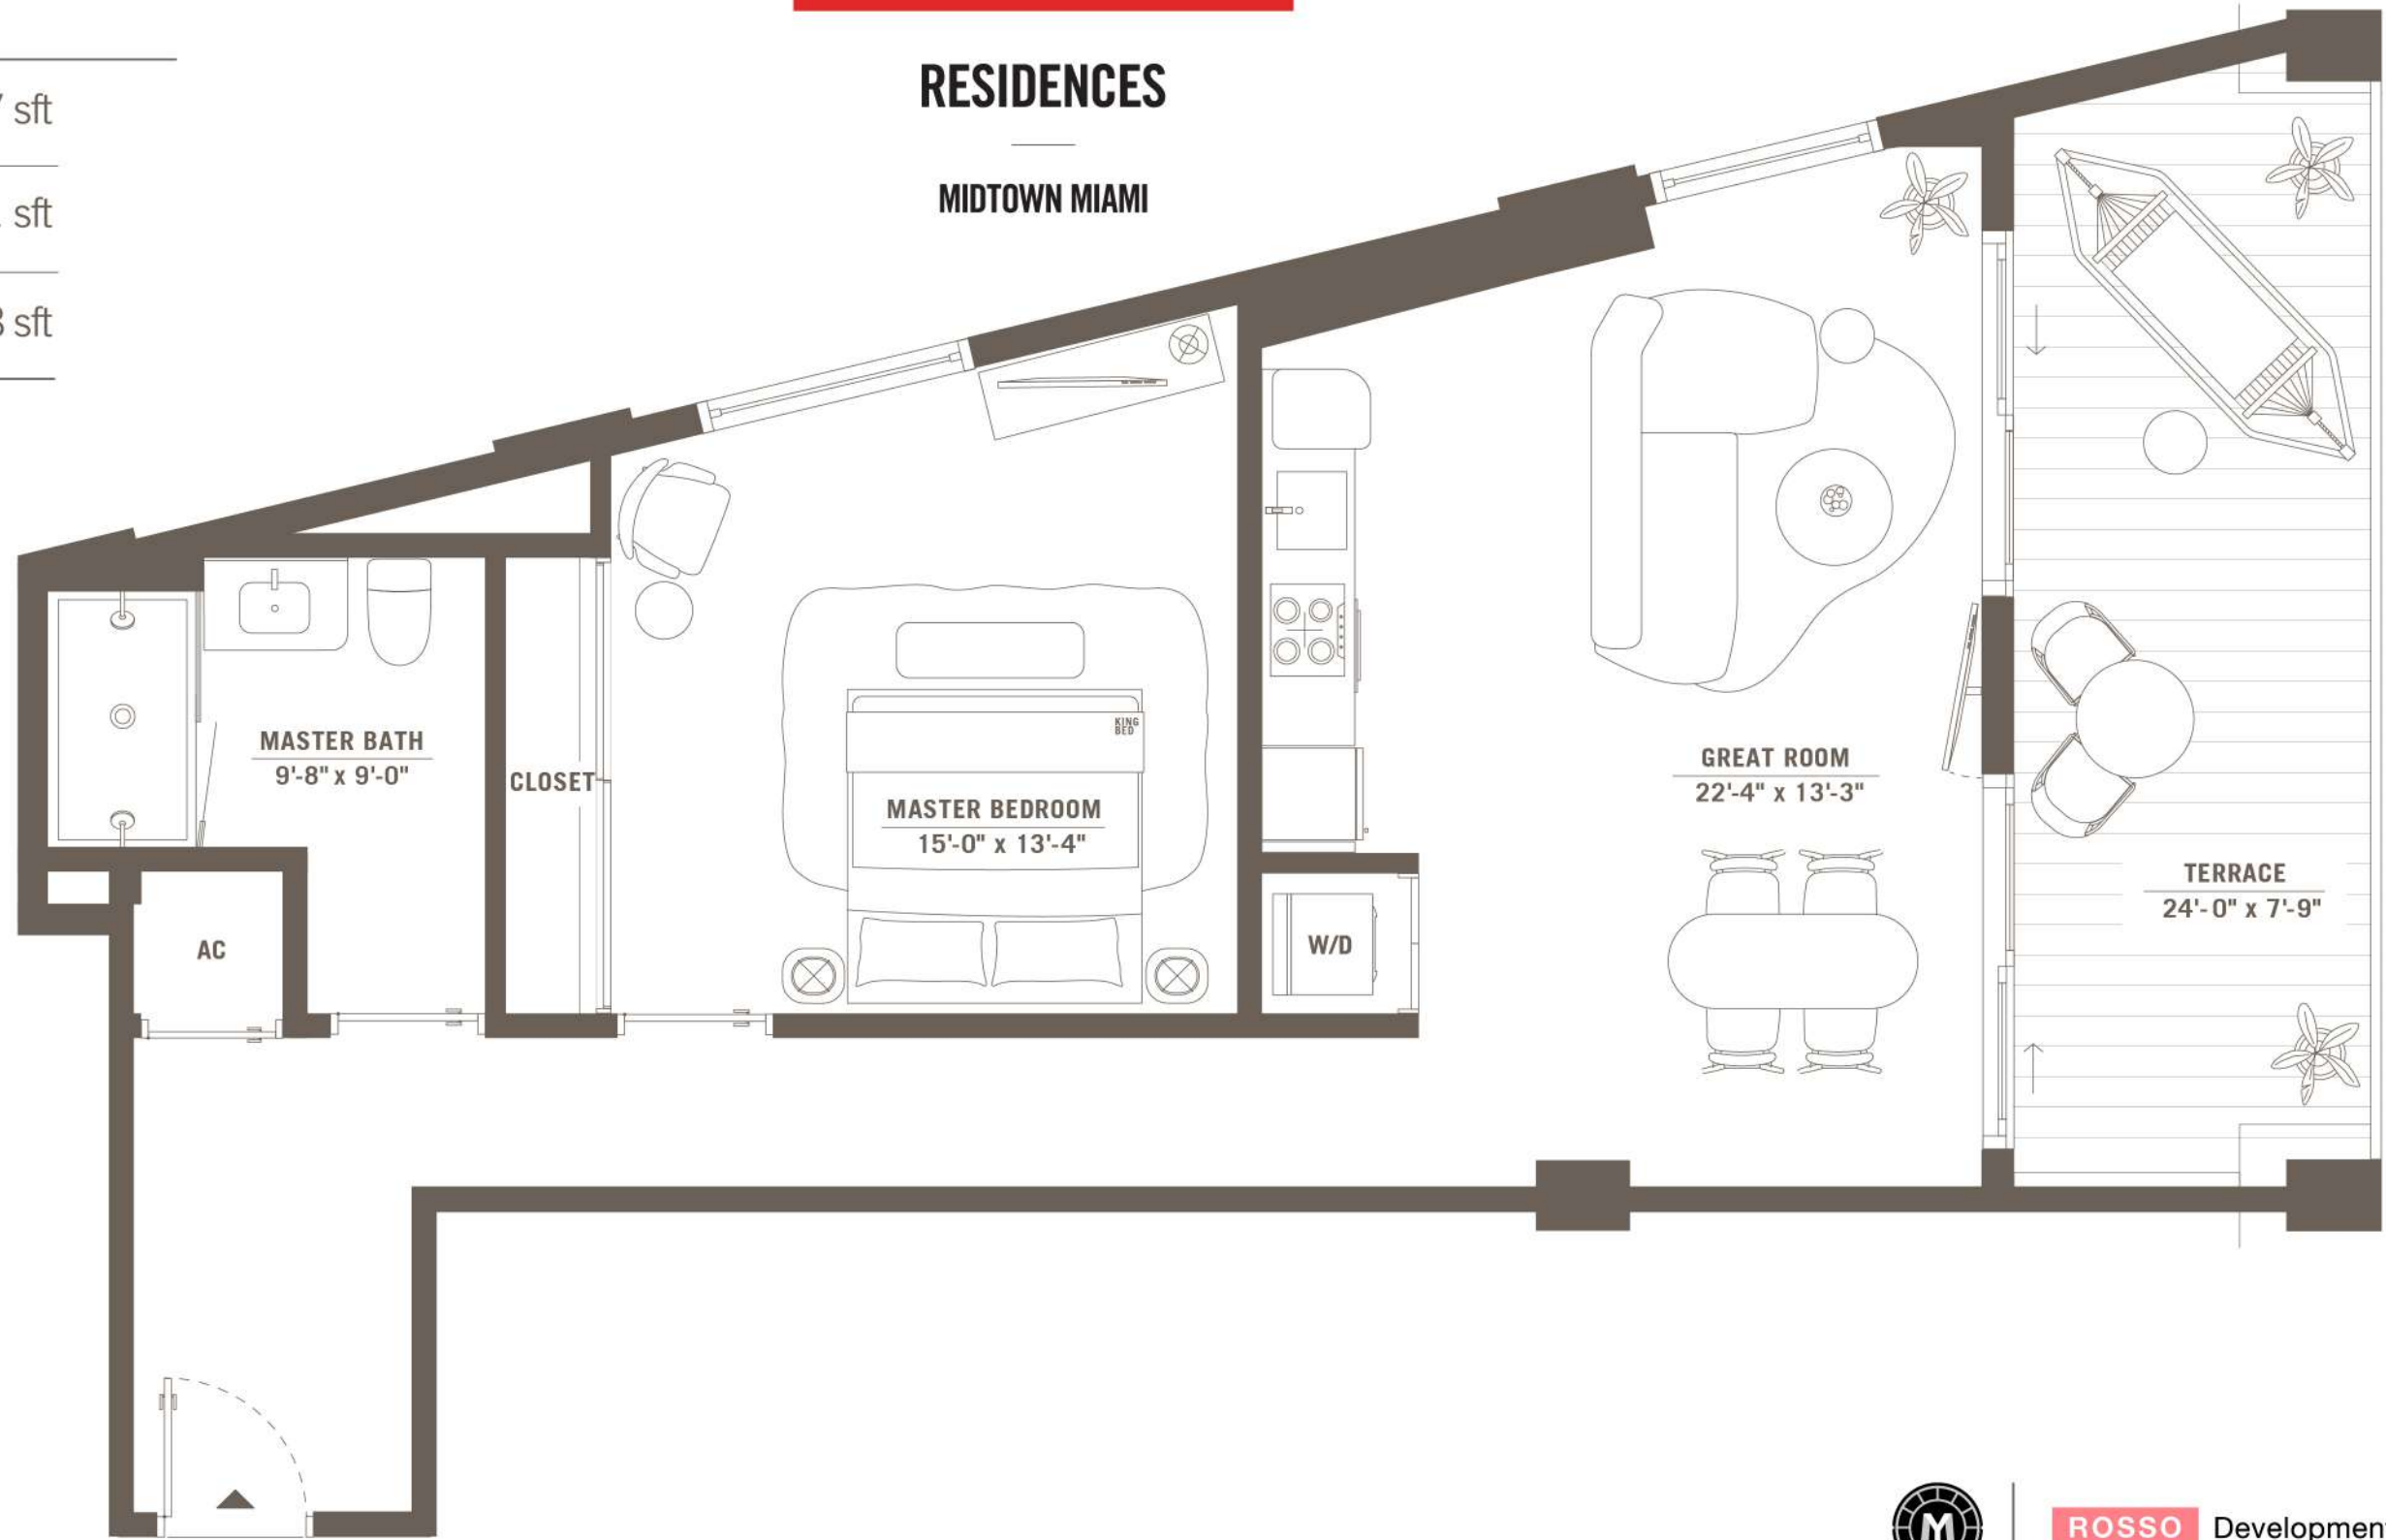 sft
sft
sft
RESIDENCES
MIDTOWN MIAMI
KING
BED
MASTER BATH
9'-8" x 9'-0"
CLOSET
MASTER BEDROOM
15'-0" x 13'-4"
GREAT ROOM
22'-4" x 13'-3"
TERRACE
24'-0" x 7'-9"
AC
W/D
M
ROSSO Development